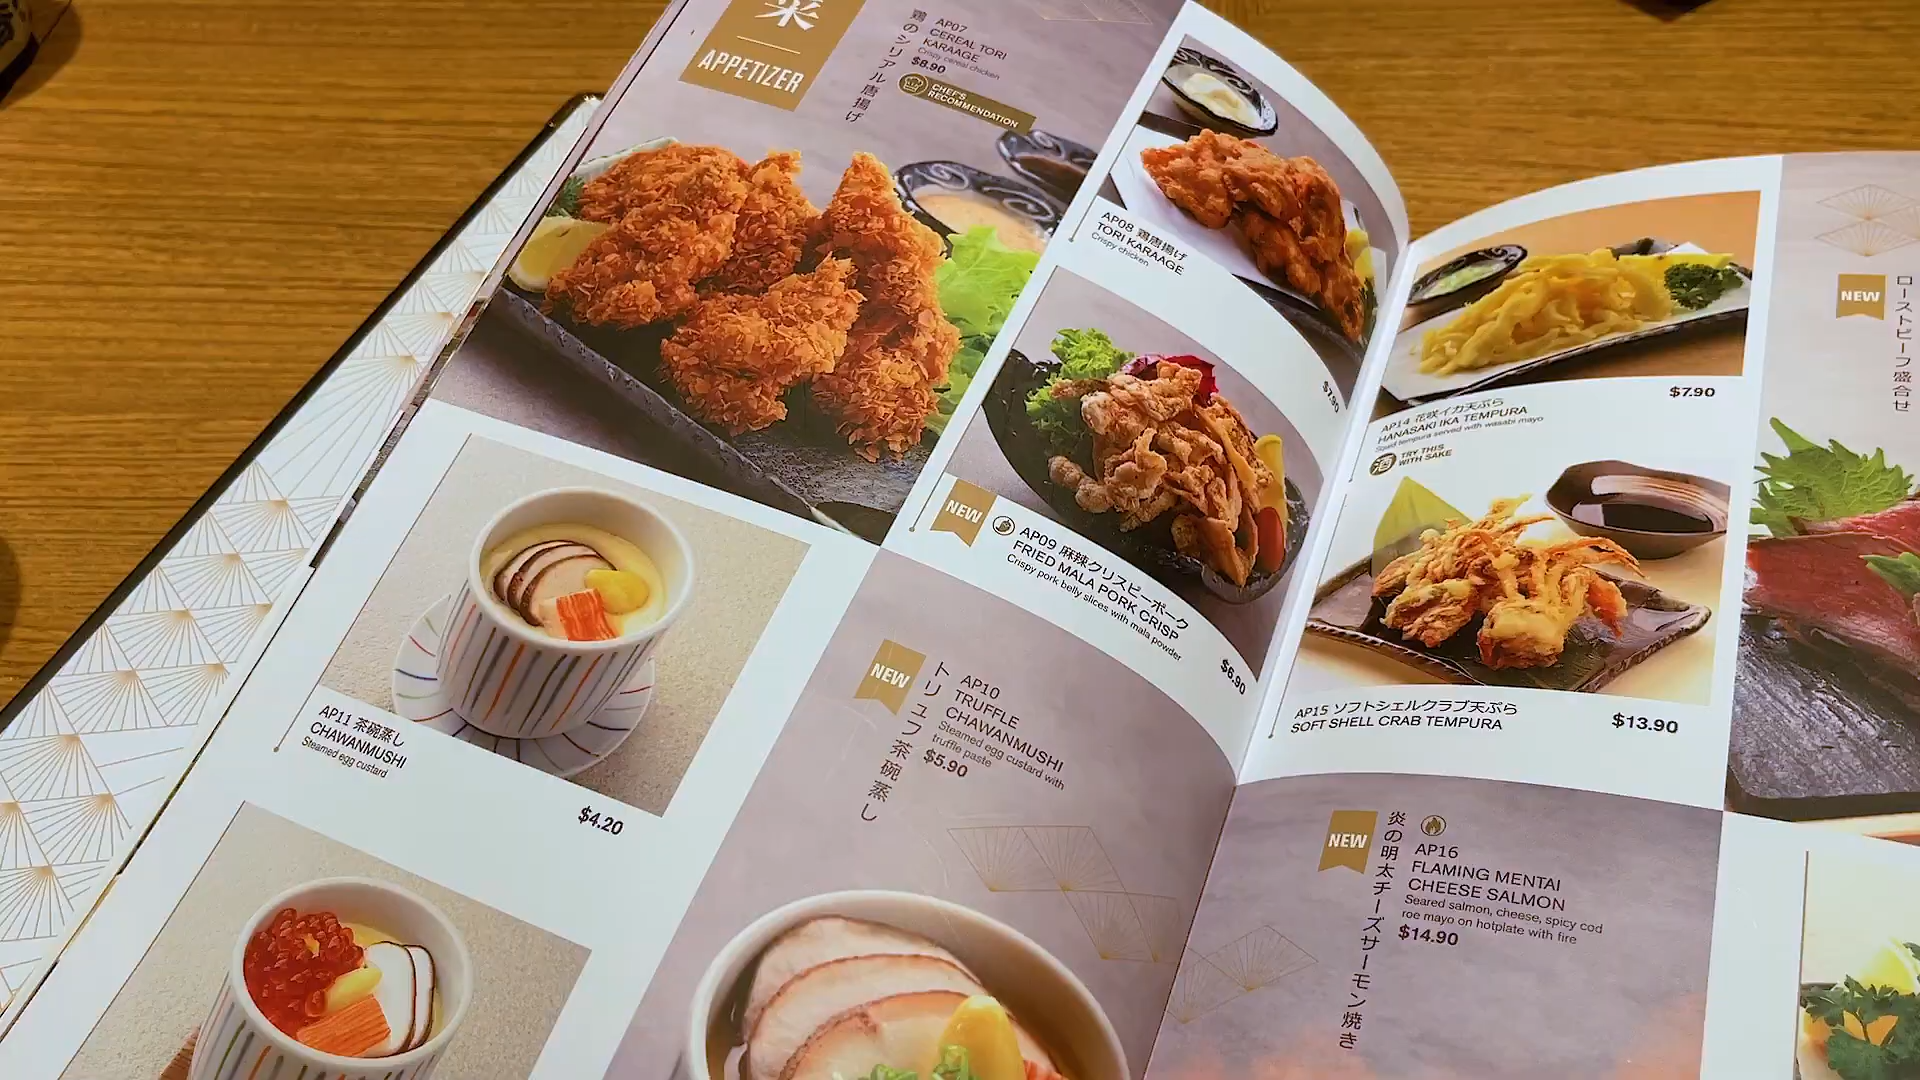 菜
APPETIZER
鶏のシリアル唐揚げ
AP07
CEREAL TORI
KARAAGE
Crispy cereal chicken
$8.90
CHEF'S
RECOMMENDATION
AP08 鶏唐揚げ
TORI KARAAGE
Crispy chicken
$7.90
NEW
AP09 麻辣クリスピーポーク
FRIED MALA PORK CRISP
Crispy pork belly slices with mala powder
$6.90
AP11 茶碗蒸し
CHAWANMUSHI
Steamed egg custard
$4.20
NEW
トリュフ茶碗蒸し
AP10
TRUFFLE
CHAWANMUSHI
Steamed egg custard with
truffle paste
$5.90
$7.90
AP14 花咲イカ天ぷら
HANASAKI IKA TEMPURA
Squid tempura served with wasabi mayo
酒
TRY THIS
WITH SAKE
AP15 ソフトシェルクラブ天ぷら
SOFT SHELL CRAB TEMPURA
$13.90
NEW
炎の明太チーズサーモン焼き
AP16
FLAMING MENTAI
CHEESE SALMON
Seared salmon, cheese, spicy cod
roe mayo on hotplate with fire
$14.90
NEW
ローストビーフ盛合せ